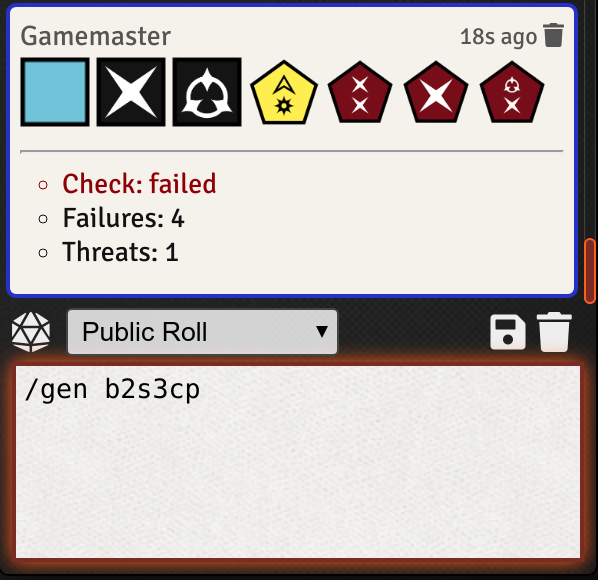 Gamemaster
18s ago
Check: failed
Failures: 4
Threats: 1
Public Roll
/gen b2s3cp